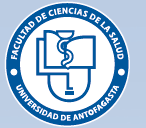 FACULTAD DE CIENCIAS DE LA SALUD
UNIVERSIDAD DE ANTOFAGASTA